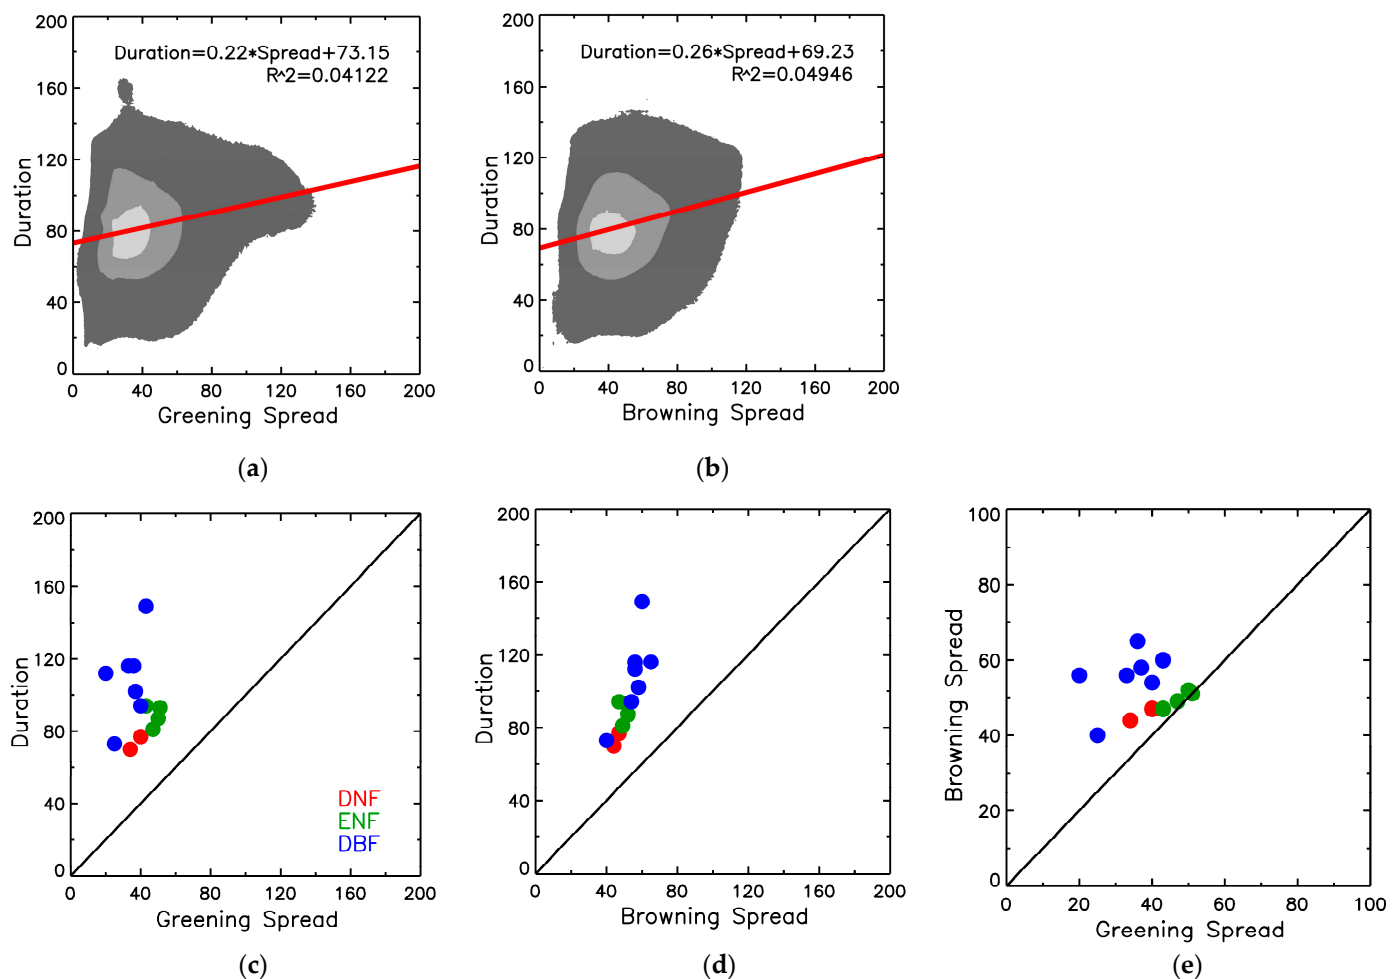 Duration=0.22*Spread+73.15
R^2=0.04122
200
160
120
80
40
0
Duration
0 40 80 120 160 200
Greening Spread
(a)
Duration=0.26*Spread+69.23
R^2=0.04946
200
160
120
80
40
0
Duration
0 40 80 120 160 200
Browning Spread
(b)
200
160
120
80
40
0
Duration
DNF
ENF
DBF
0 40 80 120 160 200
Greening Spread
(c)
200
160
120
80
40
0
Duration
0 40 80 120 160 200
Browning Spread
(d)
100
80
60
40
20
0
Browning Spread
0 20 40 60 80 100
Greening Spread
(e)